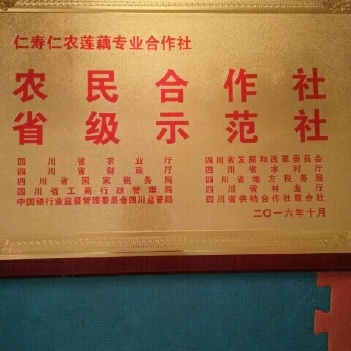 仁寿仁农莲藕专业合作社
农民合作社
省级示范社
四川省农业厅 四川省发展和改革委员会
四川省财政厅 四川省水利厅
四川省国家税务局 四川省地方税务局
四川省工商行政管理局 四川省林业厅
中国银行业监督管理委员会四川监管局 四川省供销合作社联合社
二〇一六年十月